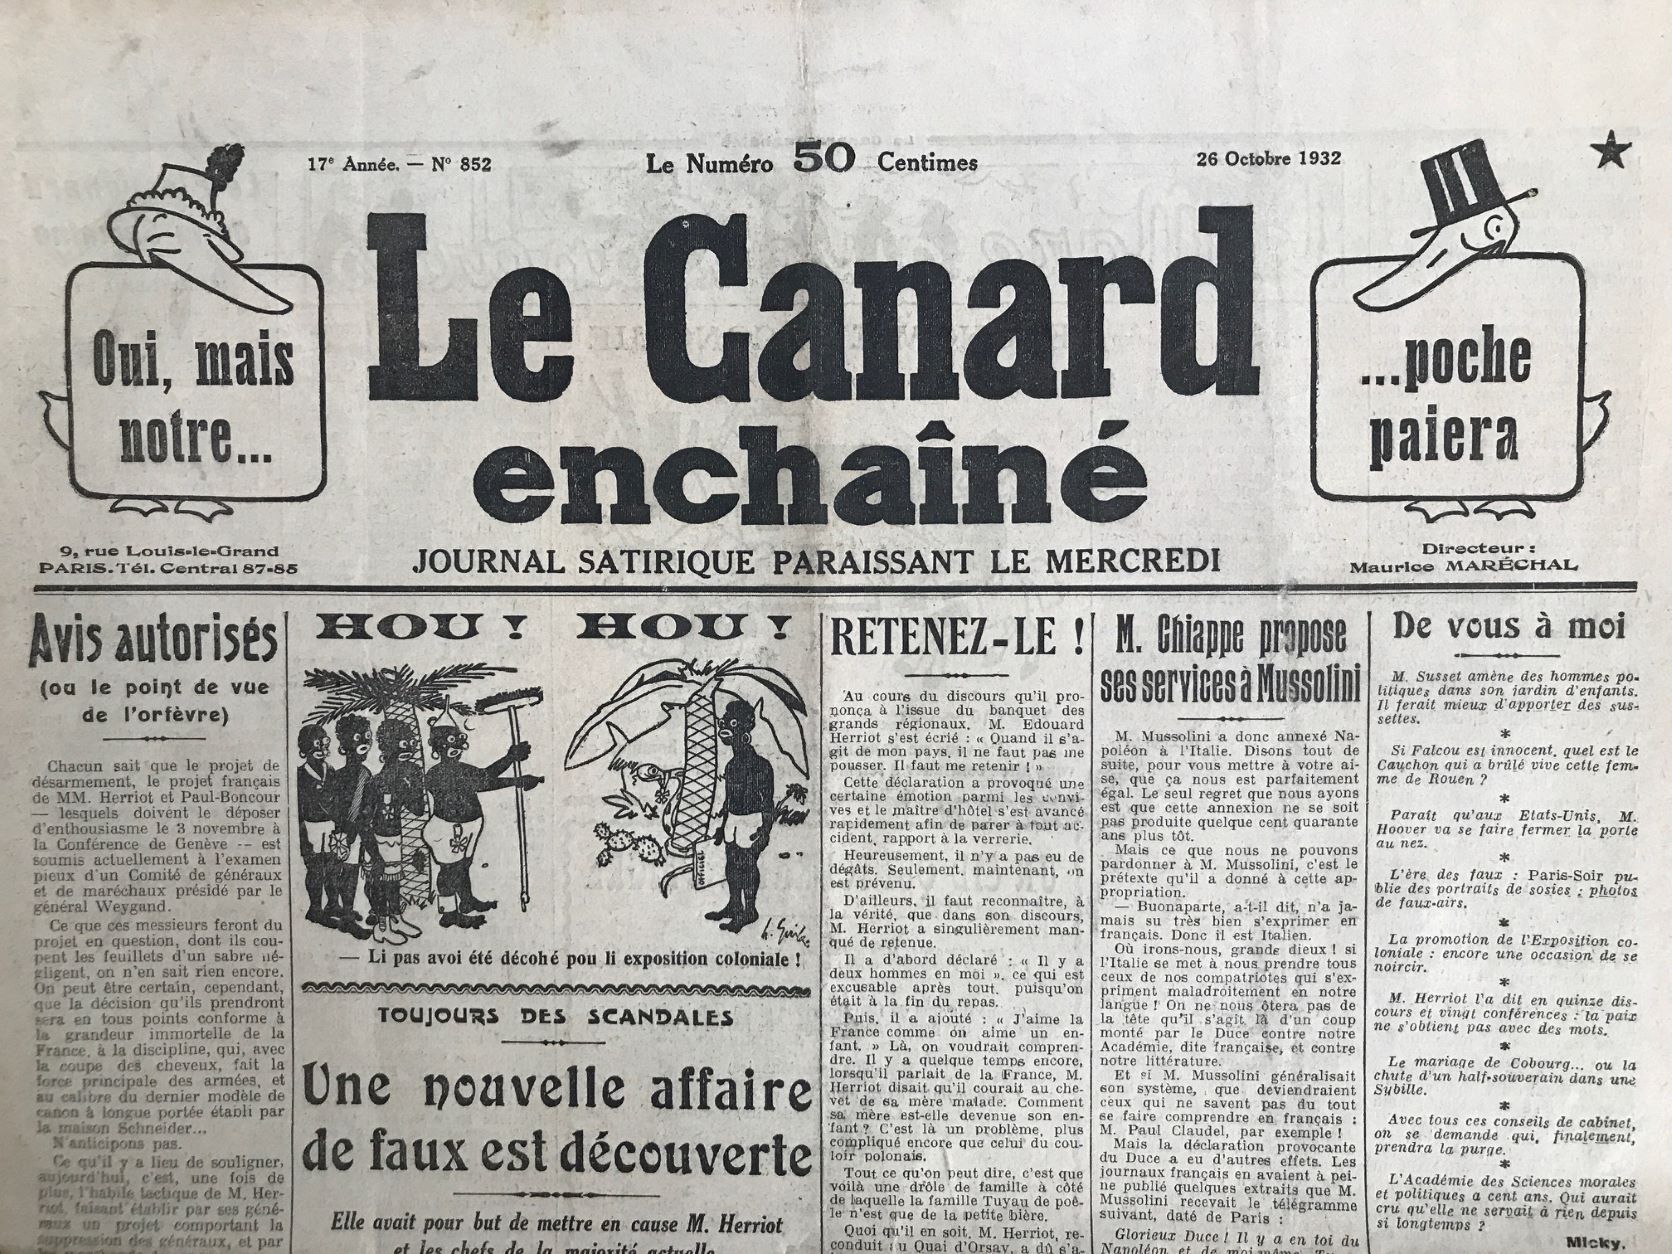 17e Année. — No 852
Le Numéro 50 Centimes
26 Octobre 1932
Oui, mais
notre...
Le Canard
enchaîné
...poche
paiera
9, rue Louis-le-Grand
PARIS. Tél. Central 87-85
JOURNAL SATIRIQUE PARAISSANT LE MERCREDI
Directeur :
Maurice MARÉCHAL
Avis autorisés
(ou le point de vue
de l'orfèvre)
Chacun sait que le projet de
désarmement, le projet français
de MM. Herriot et Paul-Boncour
— lesquels doivent le déposer
d'enthousiasme le 3 novembre à
la Conférence de Genève -- est
soumis actuellement à l'examen
pieux d'un Comité de généraux
et de maréchaux présidé par le
général Weygand.
Ce que ces messieurs feront du
projet en question, dont ils cou-
pent les feuillets d'un sabre né-
gligent, on n'en sait rien encore.
On peut être certain, cependant,
que la décision qu'ils prendront
sera en tous points conforme à
la grandeur immortelle de la
France, à la discipline, qui, avec
la coupe des cheveux, fait la
force principale des armées, et
au calibre du dernier modèle de
canon à longue portée établi par
la maison Schneider...
N'anticipons pas.
Ce qu'il y a lieu de souligner,
aujourd'hui, c'est, une fois de
plus, l'habile tactique de M. Her-
riot, faisant établir par ses géné-
raux un projet comportant la
suppression des généraux, et par
HOU ! HOU !
— Li pas avoi été décohé pou li exposition coloniale !
TOUJOURS DES SCANDALES
Une nouvelle affaire
de faux est découverte
Elle avait pour but de mettre en cause M. Herriot
et les chefs de la majorité actuelle
RETENEZ-LE !
Au cours du discours qu'il pro-
nonça à l'issue du banquet des
grands régionaux, M. Edouard
Herriot s'est écrié : « Quand il s'a-
git de mon pays, il ne faut pas me
pousser. Il faut me retenir ! »
Cette déclaration a provoqué une
certaine émotion parmi les convi-
ves et le maître d'hôtel s'est avancé
rapidement afin de parer à tout ac-
cident, rapport à la verrerie.
Heureusement, il n'y a pas eu de
dégâts. Seulement, maintenant, on
est prévenu.
D'ailleurs, il faut reconnaître, à
la vérité, que dans son discours,
M. Herriot a singulièrement man-
qué de retenue.
Il a d'abord déclaré : « Il y a
deux hommes en moi », ce qui est
excusable après tout, puisqu'on
était à la fin du repas.
Puis, il a ajouté : « J'aime la
France comme on aime un en-
fant. » Là, on voudrait compren-
dre. Il y a quelque temps encore,
lorsqu'il parlait de la France, M.
Herriot disait qu'il courait au che-
vet de sa mère malade. Comment
sa mère est-elle devenue son en-
fant ? C'est là un problème, plus
compliqué encore que celui du cou-
loir polonais.
Tout ce qu'on peut dire, c'est que
voilà une drôle de famille à côté
de laquelle la famille Tuyau de poê-
le n'est que de la petite bière.
Quoi qu'il en soit, M. Herriot, re-
conduit au Quai d'Orsay, a dû s'a-
M. Chiappe propose
ses services à Mussolini
M. Mussolini a donc annexé Na-
poléon à l'Italie. Disons tout de
suite, pour vous mettre à votre ai-
se, que ça nous est parfaitement
égal. Le seul regret que nous ayons
est que cette annexion ne se soit
pas produite quelque cent quarante
ans plus tôt.
Mais ce que nous ne pouvons
pardonner à M. Mussolini, c'est le
prétexte qu'il a donné à cette ap-
propriation.
— Buonaparte, a-t-il dit, n'a ja-
mais su très bien s'exprimer en
français. Donc il est Italien.
Où irons-nous, grands dieux ! si
l'Italie se met à nous prendre tous
ceux de nos compatriotes qui s'ex-
priment maladroitement en notre
langue ! On ne nous ôtera pas de
la tête qu'il s'agit là d'un coup
monté par le Duce contre notre
Académie, dite française, et contre
notre littérature.
Et si M. Mussolini généralisait
son système, que deviendraient
ceux qui ne savent pas du tout
se faire comprendre en français :
M. Paul Claudel, par exemple !
Mais la déclaration provocante
du Duce a eu d'autres effets. Les
journaux français en avaient à pei-
ne publié quelques extraits que M.
Mussolini recevait le télégramme
suivant, daté de Paris :
Glorieux Duce ! Il y a en toi du
Napoléon et de moi-même
De vous à moi
M. Susset amène des hommes po-
litiques dans son jardin d'enfants.
Il ferait mieux d'apporter des sus-
settes.
*
Si Falcou est innocent, quel est le
Cauchon qui a brûlé vive cette fem-
me de Rouen ?
*
Paraît qu'aux Etats-Unis, M.
Hoover va se faire fermer la porte
au nez.
*
L'ère des faux : Paris-Soir pu-
blie des portraits de sosies : photos
de faux-airs.
*
La promotion de l'Exposition co-
loniale : encore une occasion de se
noircir.
*
M. Herriot l'a dit en quinze dis-
cours et vingt conférences : la paix
ne s'obtient pas avec des mots.
*
Le mariage de Cobourg... ou la
chute d'un half-souverain dans une
Sybille.
*
Avec tous ces conseils de cabinet,
on se demande qui, finalement,
prendra la purge.
*
L'Académie des Sciences morales
et politiques a cent ans. Qui aurait
cru qu'elle ne servait à rien depuis
si longtemps ?
Micky.